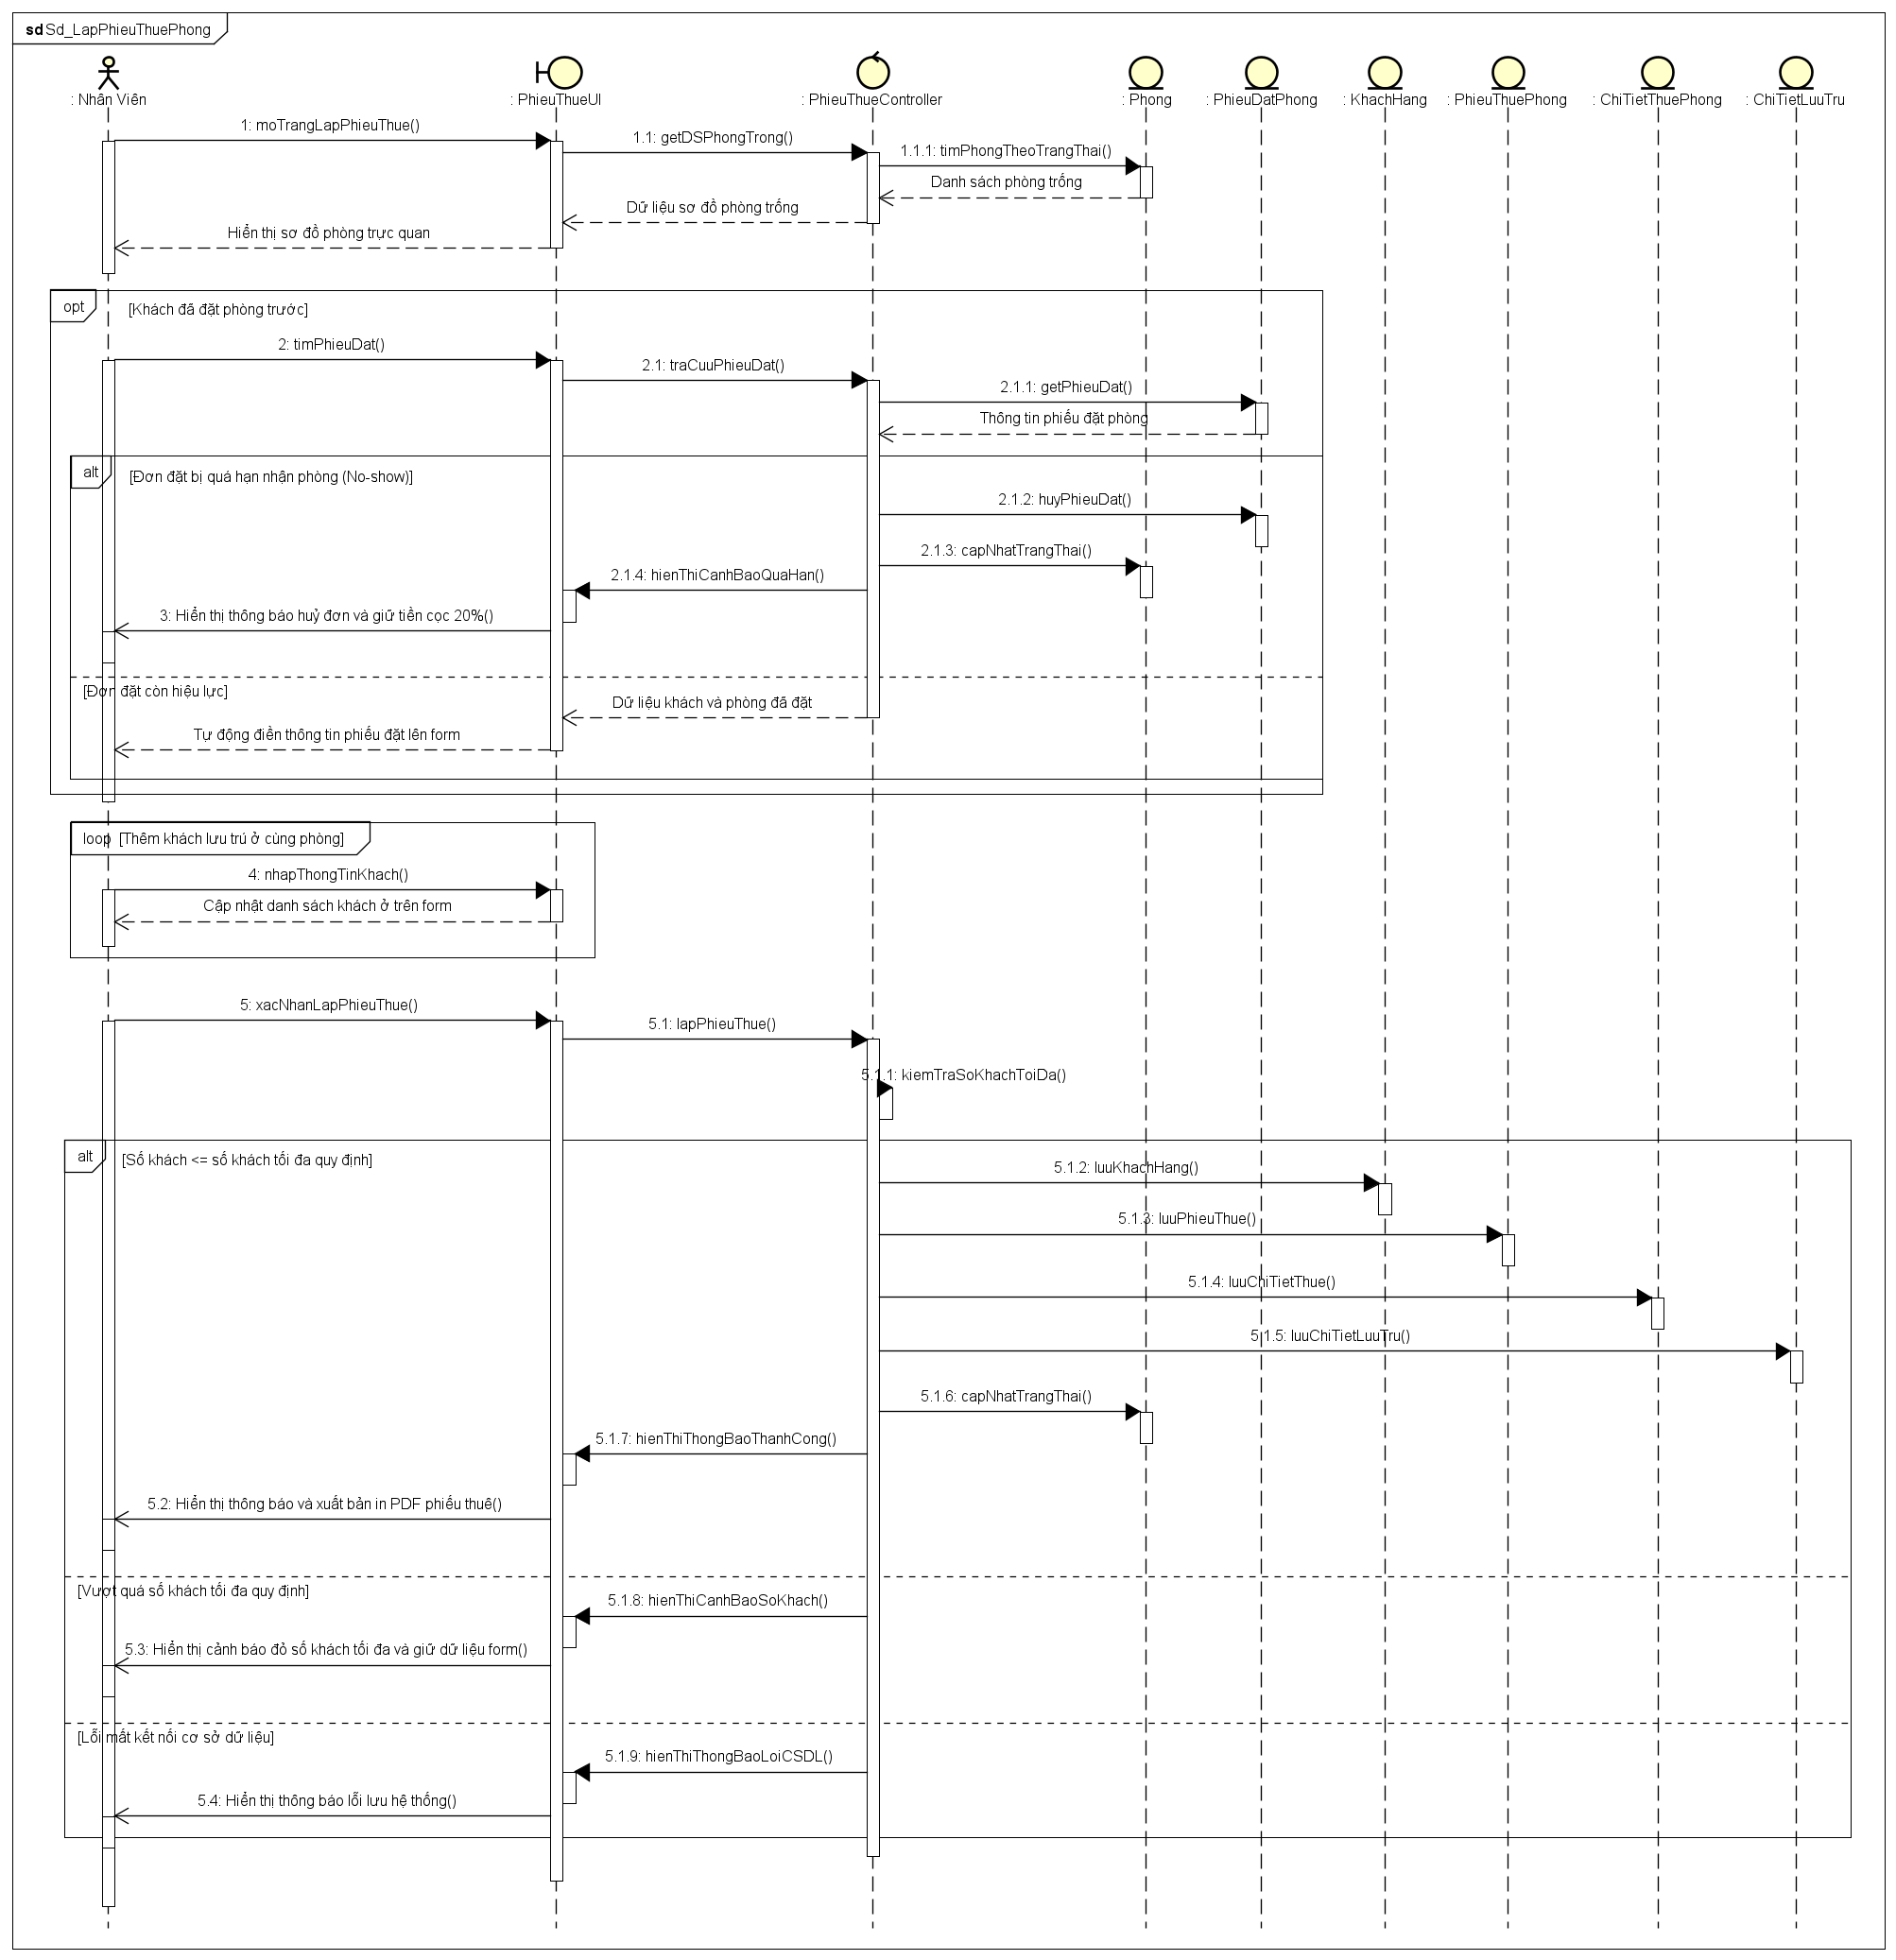 sd Sd_LapPhieuThuePhong
: Nhân Viên
: PhieuThueUI
: PhieuThueController
: Phong
: PhieuDatPhong
: KhachHang
: PhieuThuePhong
: ChiTietThuePhong
: ChiTietLuuTru
1: moTrangLapPhieuThue()
1.1: getDSPhongTrong()
1.1.1: timPhongTheoTrangThai()
Danh sách phòng trống
Dữ liệu sơ đồ phòng trống
Hiển thị sơ đồ phòng trực quan
opt
[Khách đã đặt phòng trước]
2: timPhieuDat()
2.1: traCuuPhieuDat()
2.1.1: getPhieuDat()
Thông tin phiếu đặt phòng
alt
[Đơn đặt bị quá hạn nhận phòng (No-show)]
2.1.2: huyPhieuDat()
2.1.3: capNhatTrangThai()
2.1.4: hienThiCanhBaoQuaHan()
3: Hiển thị thông báo huỷ đơn và giữ tiền cọc 20%()
[Đơn đặt còn hiệu lực]
Dữ liệu khách và phòng đã đặt
Tự động điền thông tin phiếu đặt lên form
loop [Thêm khách lưu trú ở cùng phòng]
4: nhapThongTinKhach()
Cập nhật danh sách khách ở trên form
5: xacNhanLapPhieuThue()
5.1: lapPhieuThue()
5.1.1: kiemTraSoKhachToiDa()
alt
[Số khách <= số khách tối đa quy định]
5.1.2: luuKhachHang()
5.1.3: luuPhieuThue()
5.1.4: luuChiTietThue()
5.1.5: luuChiTietLuuTru()
5.1.6: capNhatTrangThai()
5.1.7: hienThiThongBaoThanhCong()
5.2: Hiển thị thông báo và xuất bản in PDF phiếu thuê()
[Vượt quá số khách tối đa quy định]
5.1.8: hienThiCanhBaoSoKhach()
5.3: Hiển thị cảnh báo đỏ số khách tối đa và giữ dữ liệu form()
[Lỗi mất kết nối cơ sở dữ liệu]
5.1.9: hienThiThongBaoLoiCSDL()
5.4: Hiển thị thông báo lỗi lưu hệ thống()